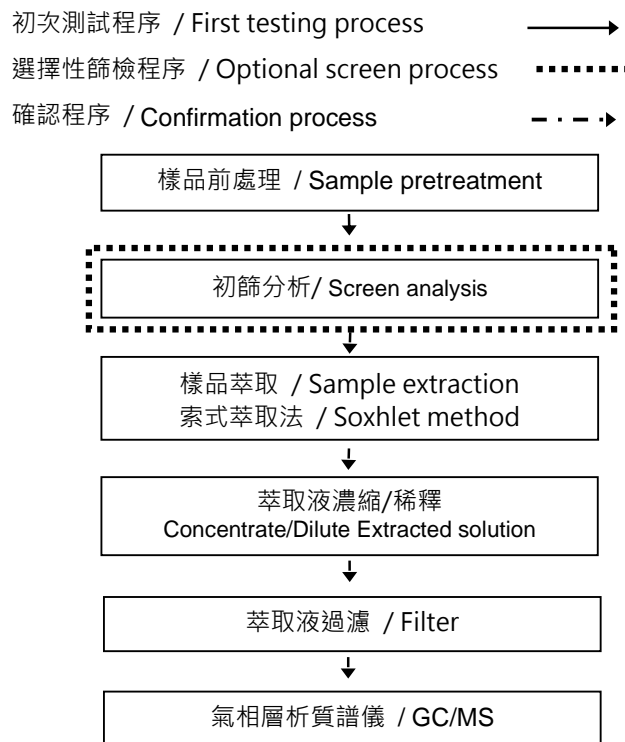 初次測試程序 / First testing process
選擇性篩檢程序 / Optional screen process
確認程序 / Confirmation process
樣品前處理 / Sample pretreatment
初篩分析/ Screen analysis
樣品萃取 / Sample extraction
索式萃取法 / Soxhlet method
萃取液濃縮/稀釋
Concentrate/Dilute Extracted solution
萃取液過濾 / Filter
氣相層析質譜儀 / GC/MS